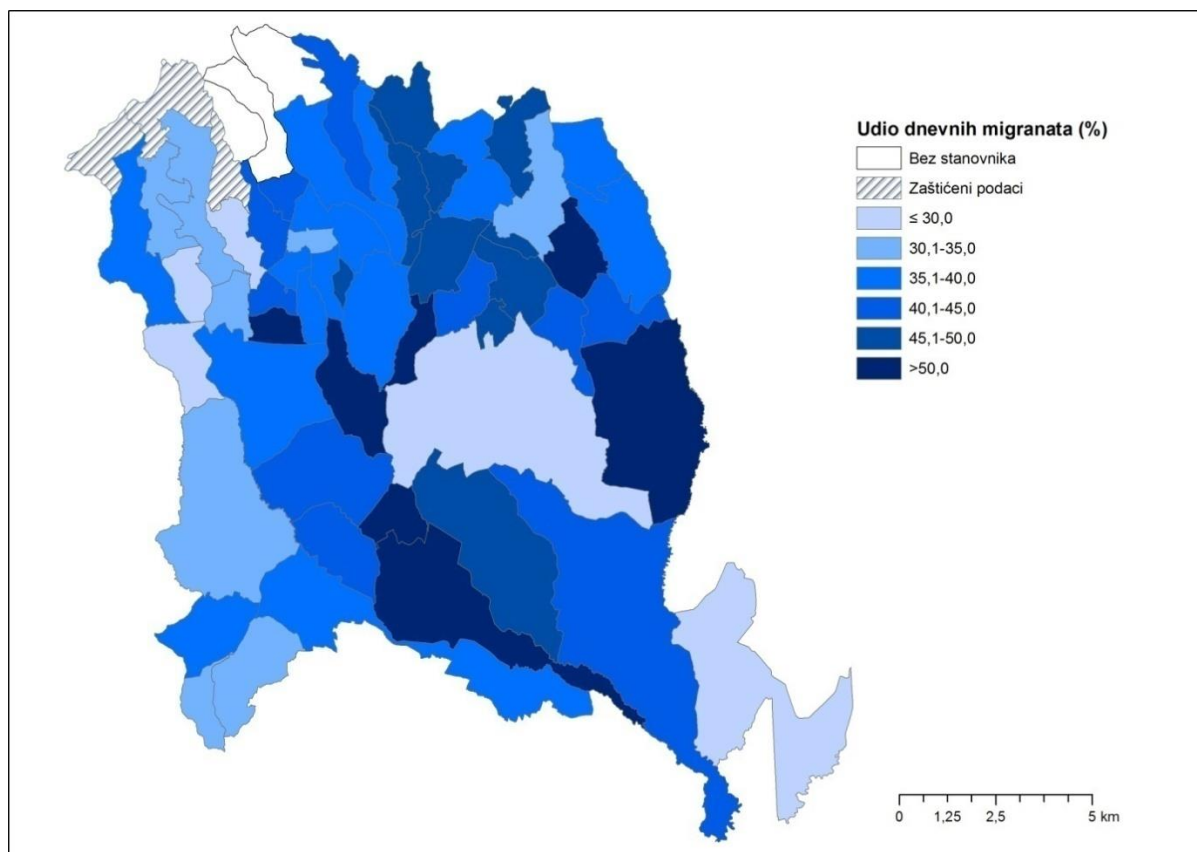 Udio dnevnih migranata (%)
Bez stanovnika
Zaštićeni podaci
≤ 30,0
30,1-35,0
35,1-40,0
40,1-45,0
45,1-50,0
>50,0
0 1,25 2,5 5 km